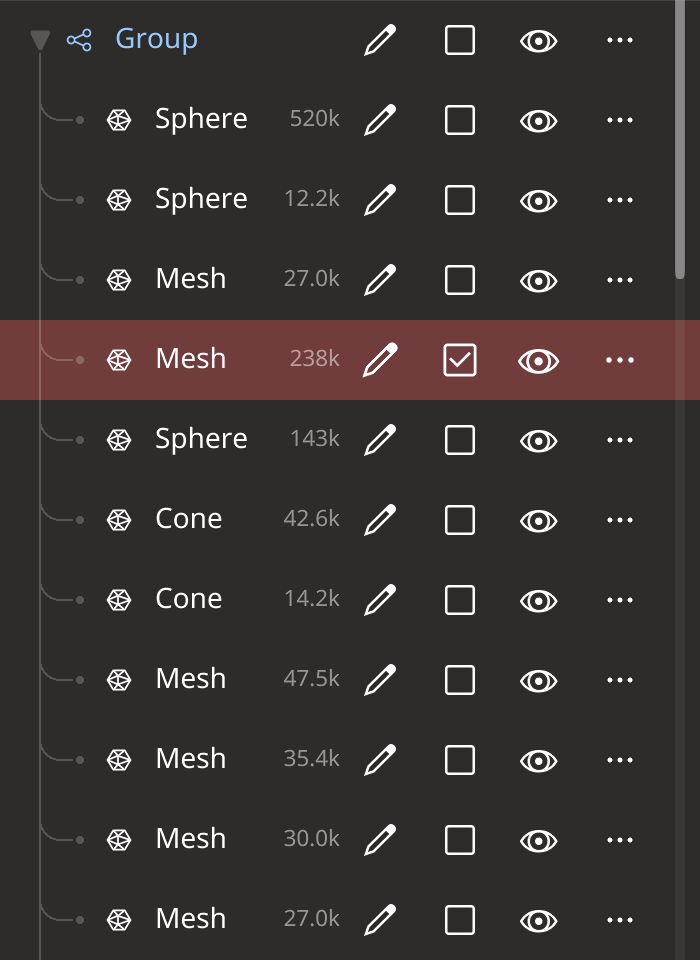 Group
Sphere 520k
Sphere 12.2k
Mesh 27.0k
Mesh 238k
Sphere 143k
Cone 42.6k
Cone 14.2k
Mesh 47.5k
Mesh 35.4k
Mesh 30.0k
Mesh 27.0k